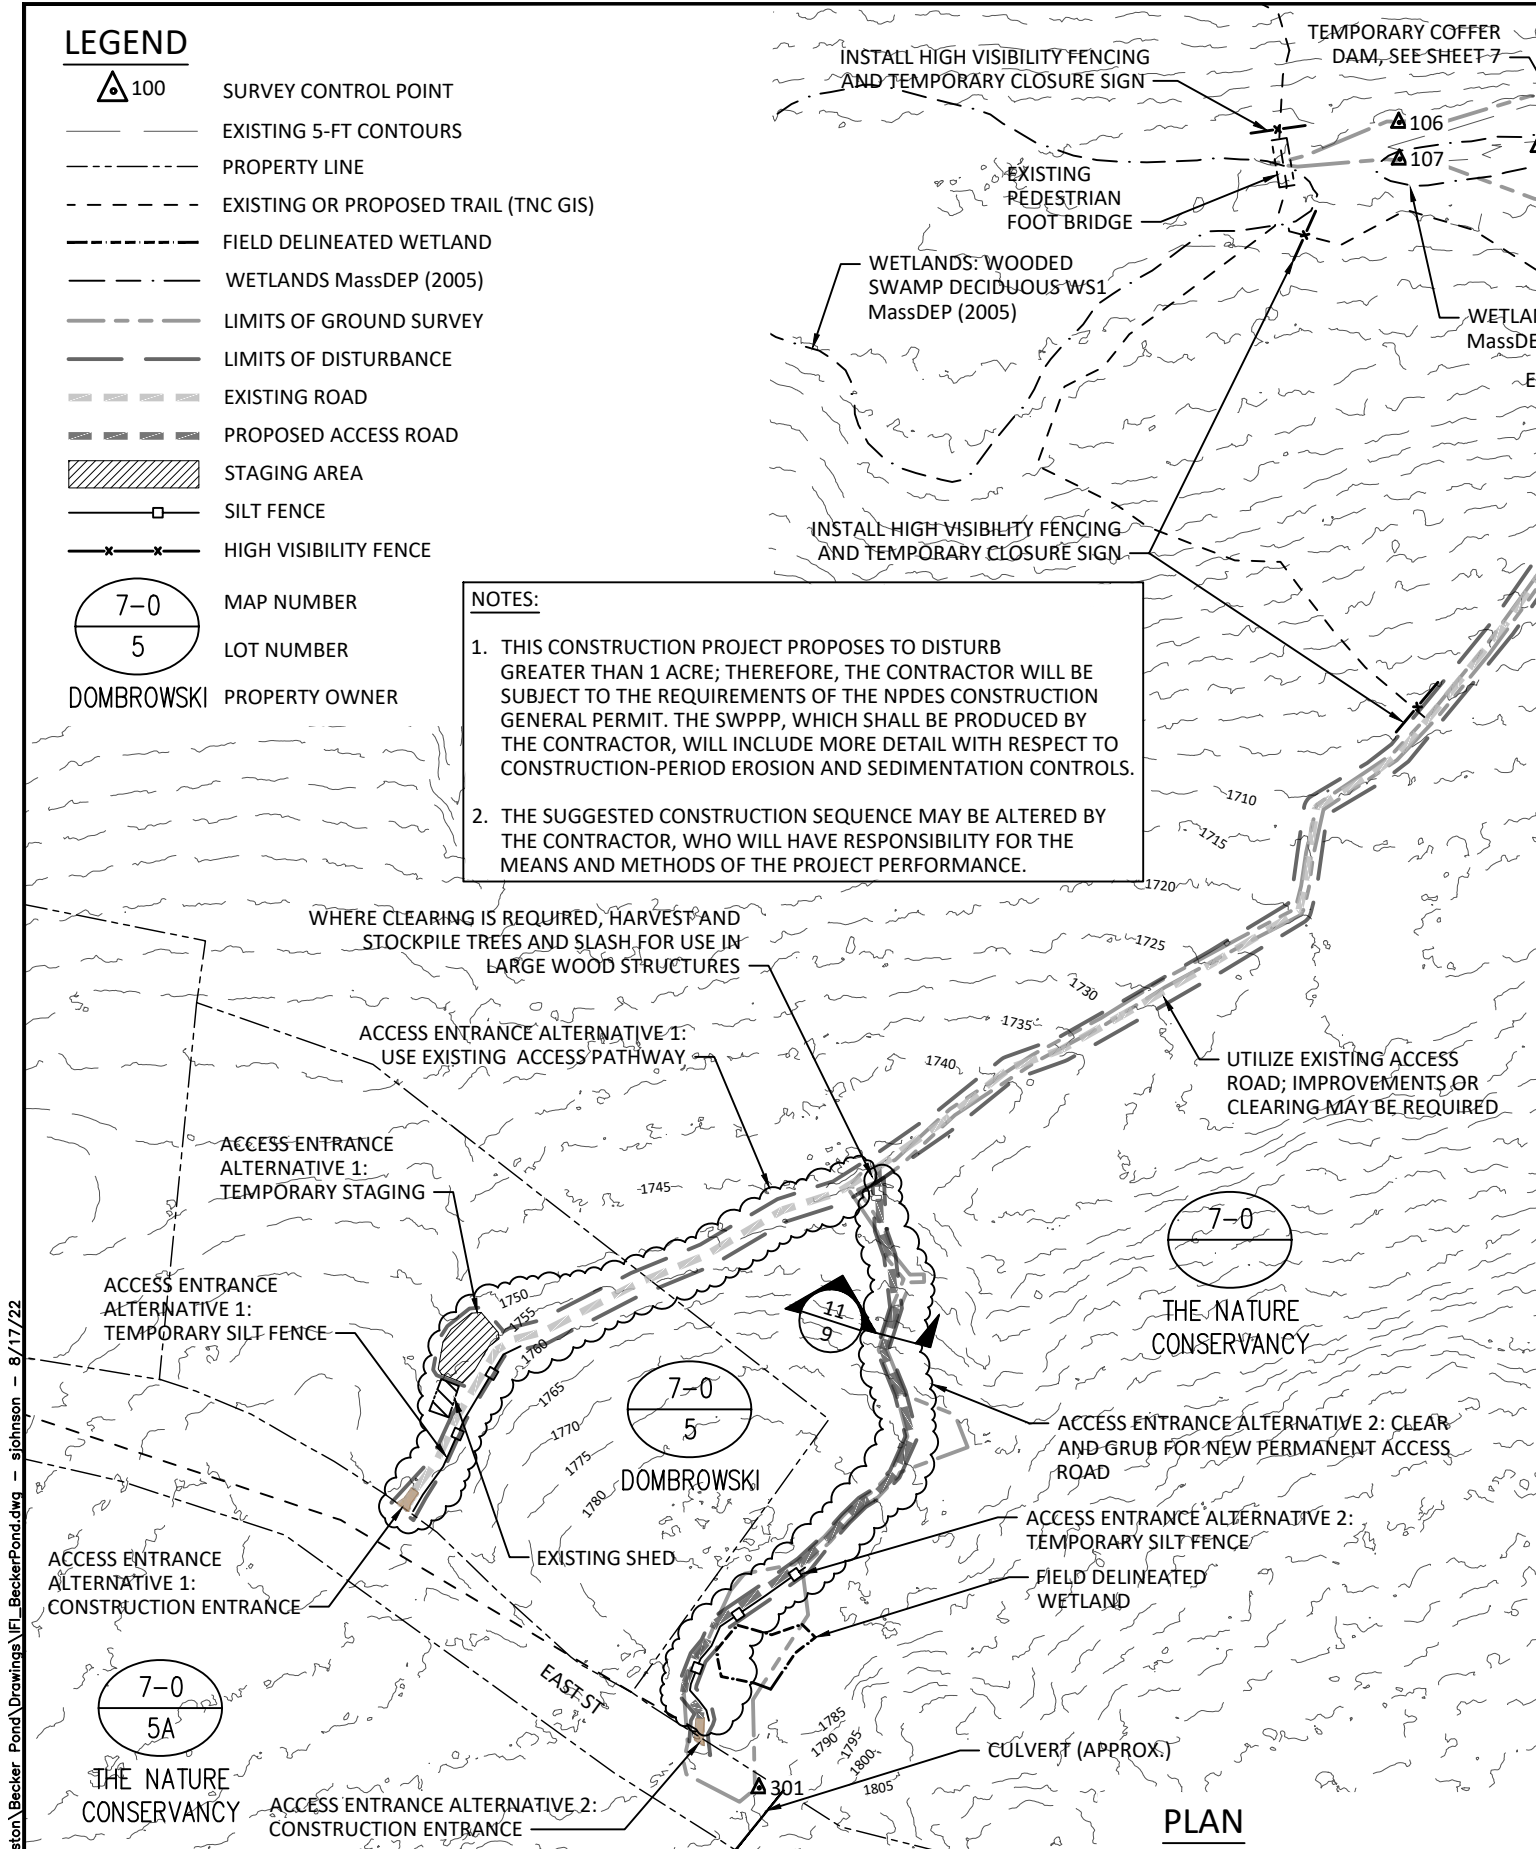 LEGEND
100
SURVEY CONTROL POINT
EXISTING 5-FT CONTOURS
PROPERTY LINE
EXISTING OR PROPOSED TRAIL (TNC GIS)
FIELD DELINEATED WETLAND
WETLANDS MassDEP (2005)
LIMITS OF GROUND SURVEY
LIMITS OF DISTURBANCE
EXISTING ROAD
PROPOSED ACCESS ROAD
STAGING AREA
SILT FENCE
HIGH VISIBILITY FENCE
7-0
5
MAP NUMBER
LOT NUMBER
DOMBROWSKI
PROPERTY OWNER
INSTALL HIGH VISIBILITY FENCING
AND TEMPORARY CLOSURE SIGN
TEMPORARY COFFER
DAM, SEE SHEET 7
106
107
EXISTING
PEDESTRIAN
FOOT BRIDGE
WETLANDS: WOODED
SWAMP DECIDUOUS WS1
MassDEP (2005)
WETLAN
MassDE
E
INSTALL HIGH VISIBILITY FENCING
AND TEMPORARY CLOSURE SIGN
NOTES:
1. THIS CONSTRUCTION PROJECT PROPOSES TO DISTURB
GREATER THAN 1 ACRE; THEREFORE, THE CONTRACTOR WILL BE
SUBJECT TO THE REQUIREMENTS OF THE NPDES CONSTRUCTION
GENERAL PERMIT. THE SWPPP, WHICH SHALL BE PRODUCED BY
THE CONTRACTOR, WILL INCLUDE MORE DETAIL WITH RESPECT TO
CONSTRUCTION-PERIOD EROSION AND SEDIMENTATION CONTROLS.
2. THE SUGGESTED CONSTRUCTION SEQUENCE MAY BE ALTERED BY
THE CONTRACTOR, WHO WILL HAVE RESPONSIBILITY FOR THE
MEANS AND METHODS OF THE PROJECT PERFORMANCE.
1710
1715
1720
1725
1730
1735
1740
WHERE CLEARING IS REQUIRED, HARVEST AND
STOCKPILE TREES AND SLASH FOR USE IN
LARGE WOOD STRUCTURES
ACCESS ENTRANCE ALTERNATIVE 1:
USE EXISTING ACCESS PATHWAY
UTILIZE EXISTING ACCESS
ROAD; IMPROVEMENTS OR
CLEARING MAY BE REQUIRED
ACCESS ENTRANCE
ALTERNATIVE 1:
TEMPORARY STAGING
1745
7-0
THE NATURE
CONSERVANCY
ACCESS ENTRANCE
ALTERNATIVE 1:
TEMPORARY SILT FENCE
1750
1755
1760
1765
1770
1775
1780
11
9
7-0
5
DOMBROWSKI
ACCESS ENTRANCE ALTERNATIVE 2: CLEAR
AND GRUB FOR NEW PERMANENT ACCESS
ROAD
ACCESS ENTRANCE ALTERNATIVE 2:
TEMPORARY SILT FENCE
EXISTING SHED
FIELD DELINEATED
WETLAND
ACCESS ENTRANCE
ALTERNATIVE 1:
CONSTRUCTION ENTRANCE
EAST ST
7-0
5A
THE NATURE
CONSERVANCY
1785
1790
1795
1800
1805
CULVERT (APPROX.)
301
ACCESS ENTRANCE ALTERNATIVE 2:
CONSTRUCTION ENTRANCE
PLAN
ston\Becker Pond\Drawings\IFI_BeckerPond.dwg - sjohnson - 8/17/22